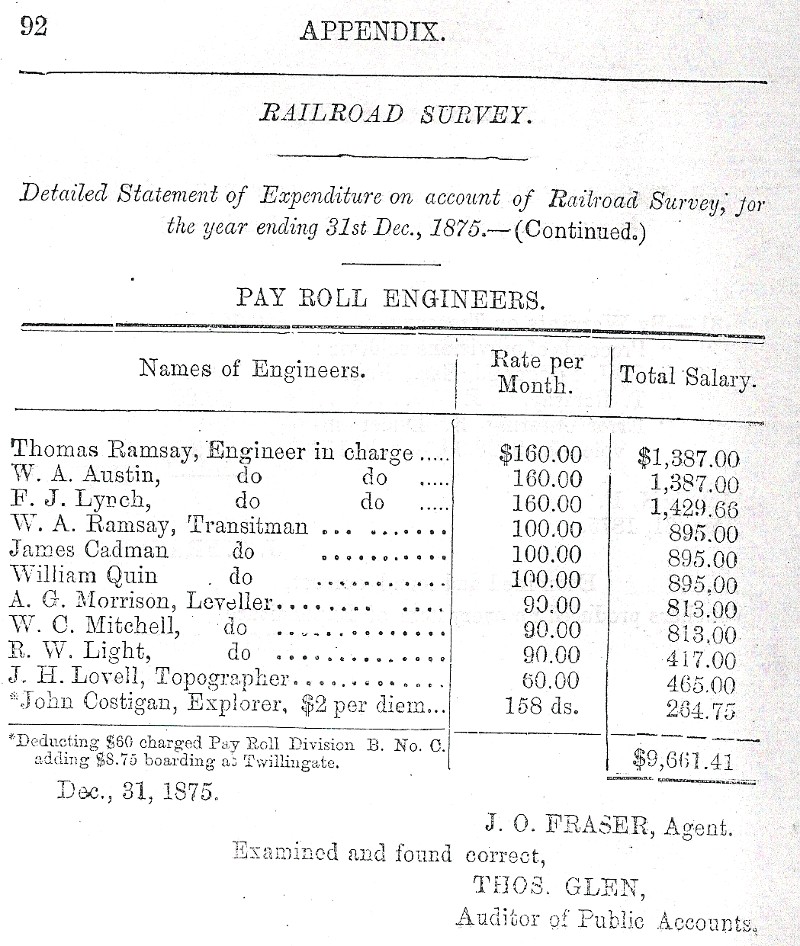 92
APPENDIX.
RAILROAD SURVEY.
Detailed Statement of Expenditure on account of Railroad Survey, for
the year ending 31st Dec., 1875.—(Continued.)
PAY ROLL ENGINEERS.
Names of Engineers. Rate per Month. Total Salary.
Thomas Ramsay, Engineer in charge ..... $160.00 $1,387.00
W. A. Austin, do do ..... 160.00 1,387.00
F. J. Lynch, do do ..... 160.00 1,429.66
W. A. Ramsay, Transitman ... ....... 100.00 895.00
James Cadman do ........... 100.00 895.00
William Quin . do ........... 100.00 895.00
A. G. Morrison, Leveller........ .... 90.00 813.00
W. C. Mitchell, do ............... 90.00 813.00
R. W. Light, do ............... 90.00 417.00
J. H. Lovell, Topographer............. 60.00 465.00
*John Costigan, Explorer, $2 per diem... 158 ds. 264.75
*Deducting $60 charged Pay Roll Division B. No. C.
adding $8.75 boarding at Twillingate.
$9,661.41
Dec., 31, 1875.
J. O. FRASER, Agent.
Examined and found correct,
THOS. GLEN,
Auditor of Public Accounts.